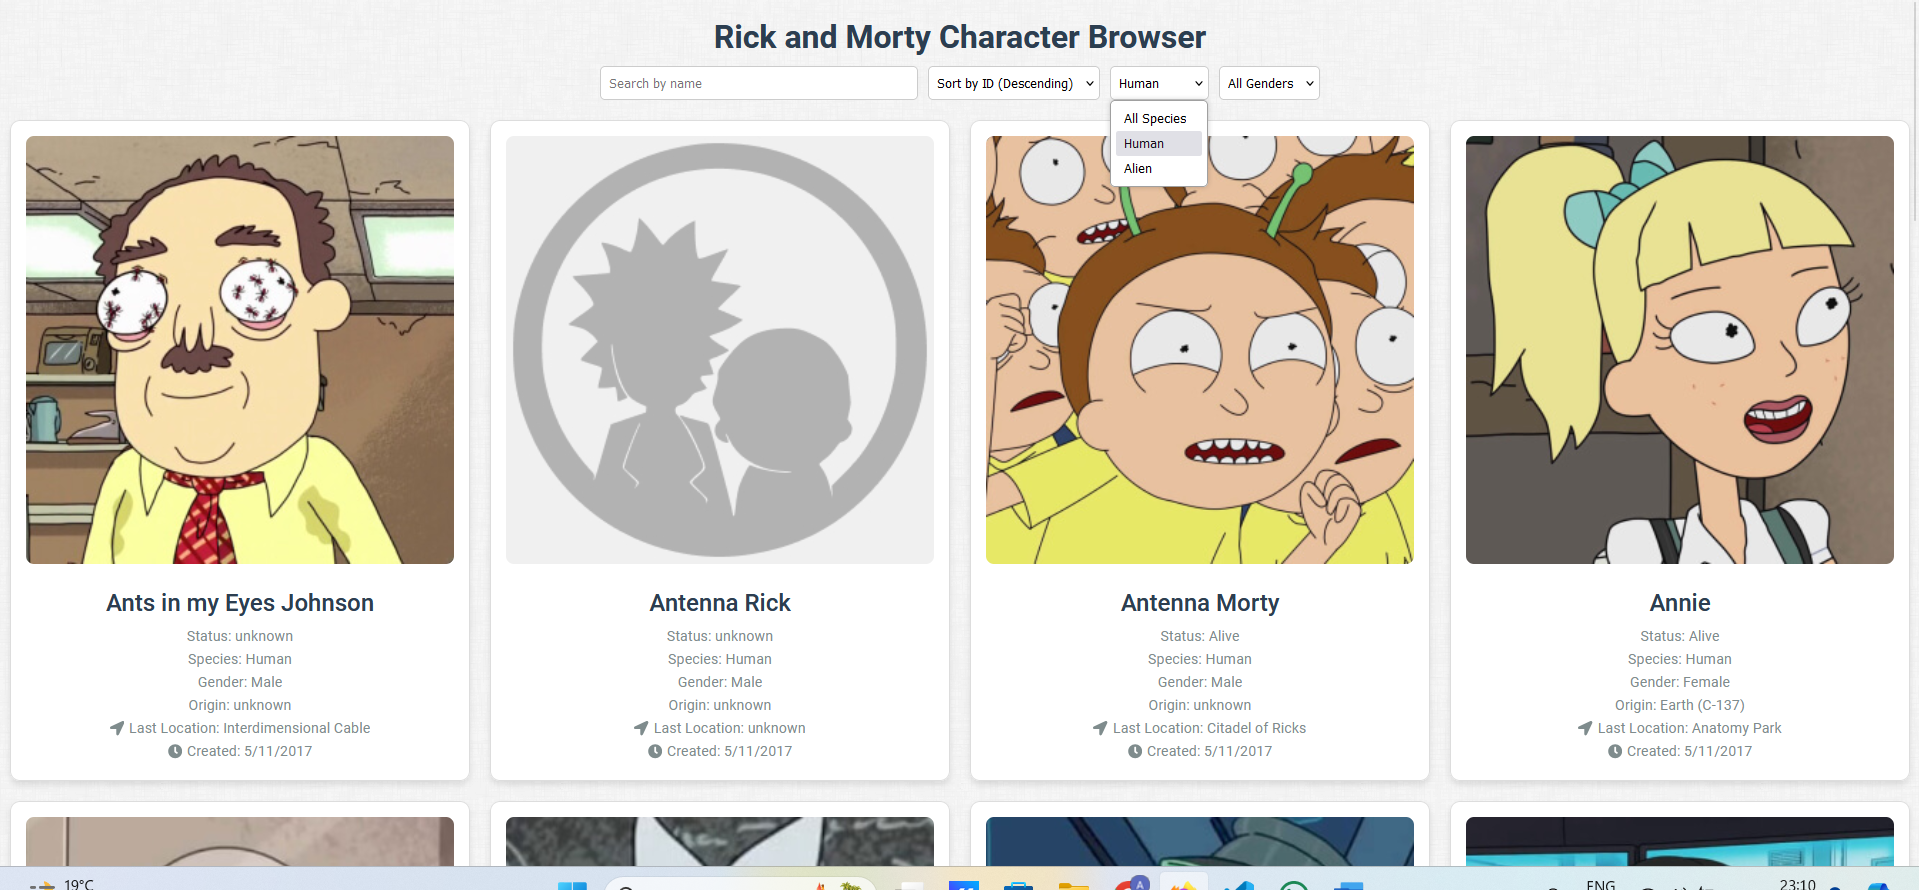 Rick and Morty Character Browser
Search by name
Sort by ID (Descending)
Human
All Genders
All Species
Human
Alien
Ants in my Eyes Johnson
Status: unknown
Species: Human
Gender: Male
Origin: unknown
Last Location: Interdimensional Cable
Created: 5/11/2017
Antenna Rick
Status: unknown
Species: Human
Gender: Male
Origin: unknown
Last Location: unknown
Created: 5/11/2017
Antenna Morty
Status: Alive
Species: Human
Gender: Male
Origin: unknown
Last Location: Citadel of Ricks
Created: 5/11/2017
Annie
Status: Alive
Species: Human
Gender: Female
Origin: Earth (C-137)
Last Location: Anatomy Park
Created: 5/11/2017
19°C
A
ENG
23:10